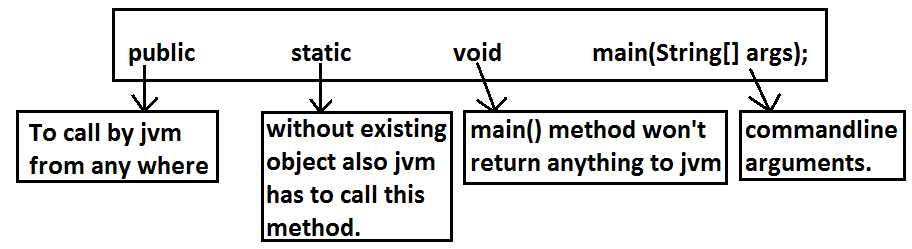 public static void main(String[] args);
To call by jvm
from any where
without existing
object also jvm
has to call this
method.
main() method won't
return anything to jvm
commandline
arguments.